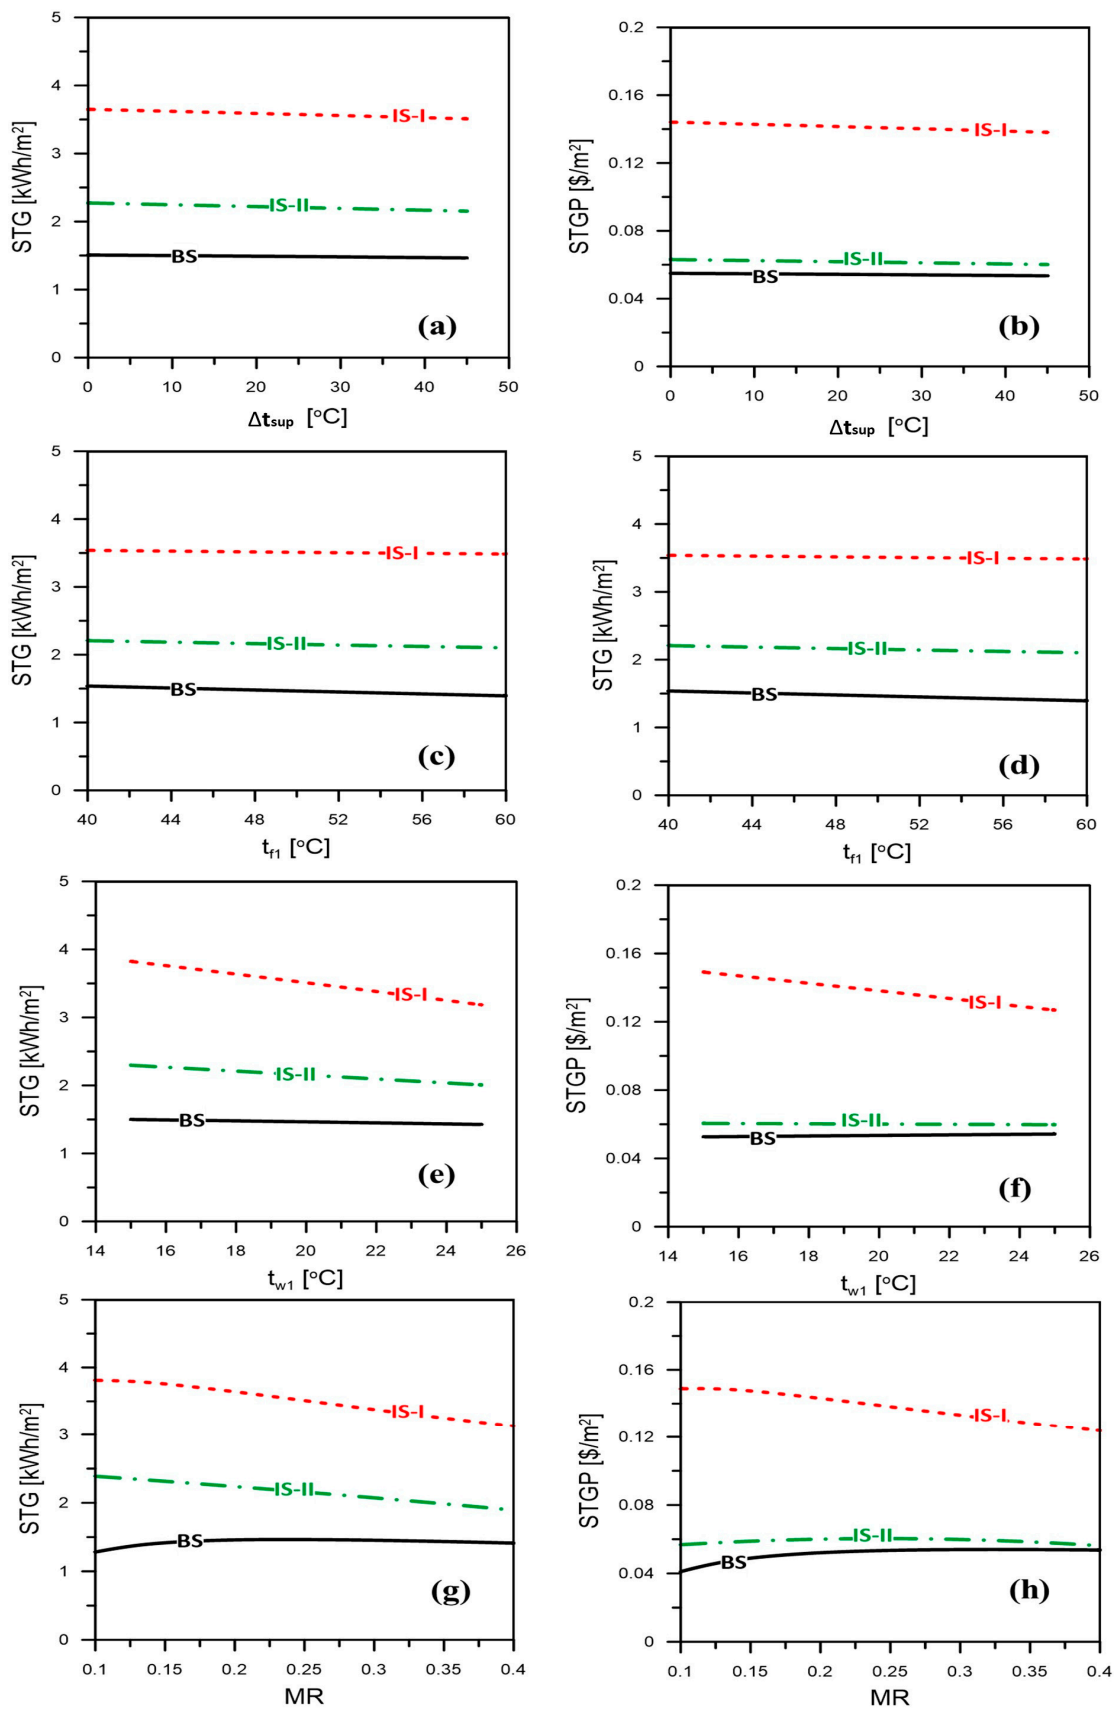 5
4
3
2
1
0
STG [kWh/m²]
IS-I
IS-II
BS
(a)
0 10 20 30 40 50
Δtsup [°C]
0.2
0.16
0.12
0.08
0.04
0
STGP [$/m²]
IS-I
IS-II
BS
(b)
0 10 20 30 40 50
Δtsup [°C]
5
4
3
2
1
0
STG [kWh/m²]
IS-I
IS-II
BS
(c)
40 44 48 52 56 60
tf1 [°C]
5
4
3
2
1
0
STG [kWh/m²]
IS-I
IS-II
BS
(d)
40 44 48 52 56 60
tf1 [°C]
5
4
3
2
1
0
STG [kWh/m²]
IS-I
IS-II
BS
(e)
14 16 18 20 22 24 26
tw1 [°C]
0.2
0.16
0.12
0.08
0.04
0
STGP [$/m²]
IS-I
IS-II
BS
(f)
14 16 18 20 22 24 26
tw1 [°C]
5
4
3
2
1
0
STG [kWh/m²]
IS-I
IS-II
BS
(g)
0.1 0.15 0.2 0.25 0.3 0.35 0.4
MR
0.2
0.16
0.12
0.08
0.04
0
STGP [$/m²]
IS-I
IS-II
BS
(h)
0.1 0.15 0.2 0.25 0.3 0.35 0.4
MR